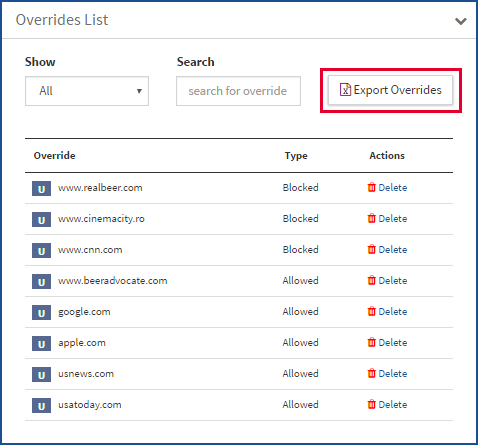 Overrides List
Show Search
All search for override Export Overrides
Override Type Actions
U www.realbeer.com Blocked Delete
U www.cinemacity.ro Blocked Delete
U www.cnn.com Blocked Delete
U www.beeradvocate.com Allowed Delete
U google.com Allowed Delete
U apple.com Allowed Delete
U usnews.com Allowed Delete
U usatoday.com Allowed Delete